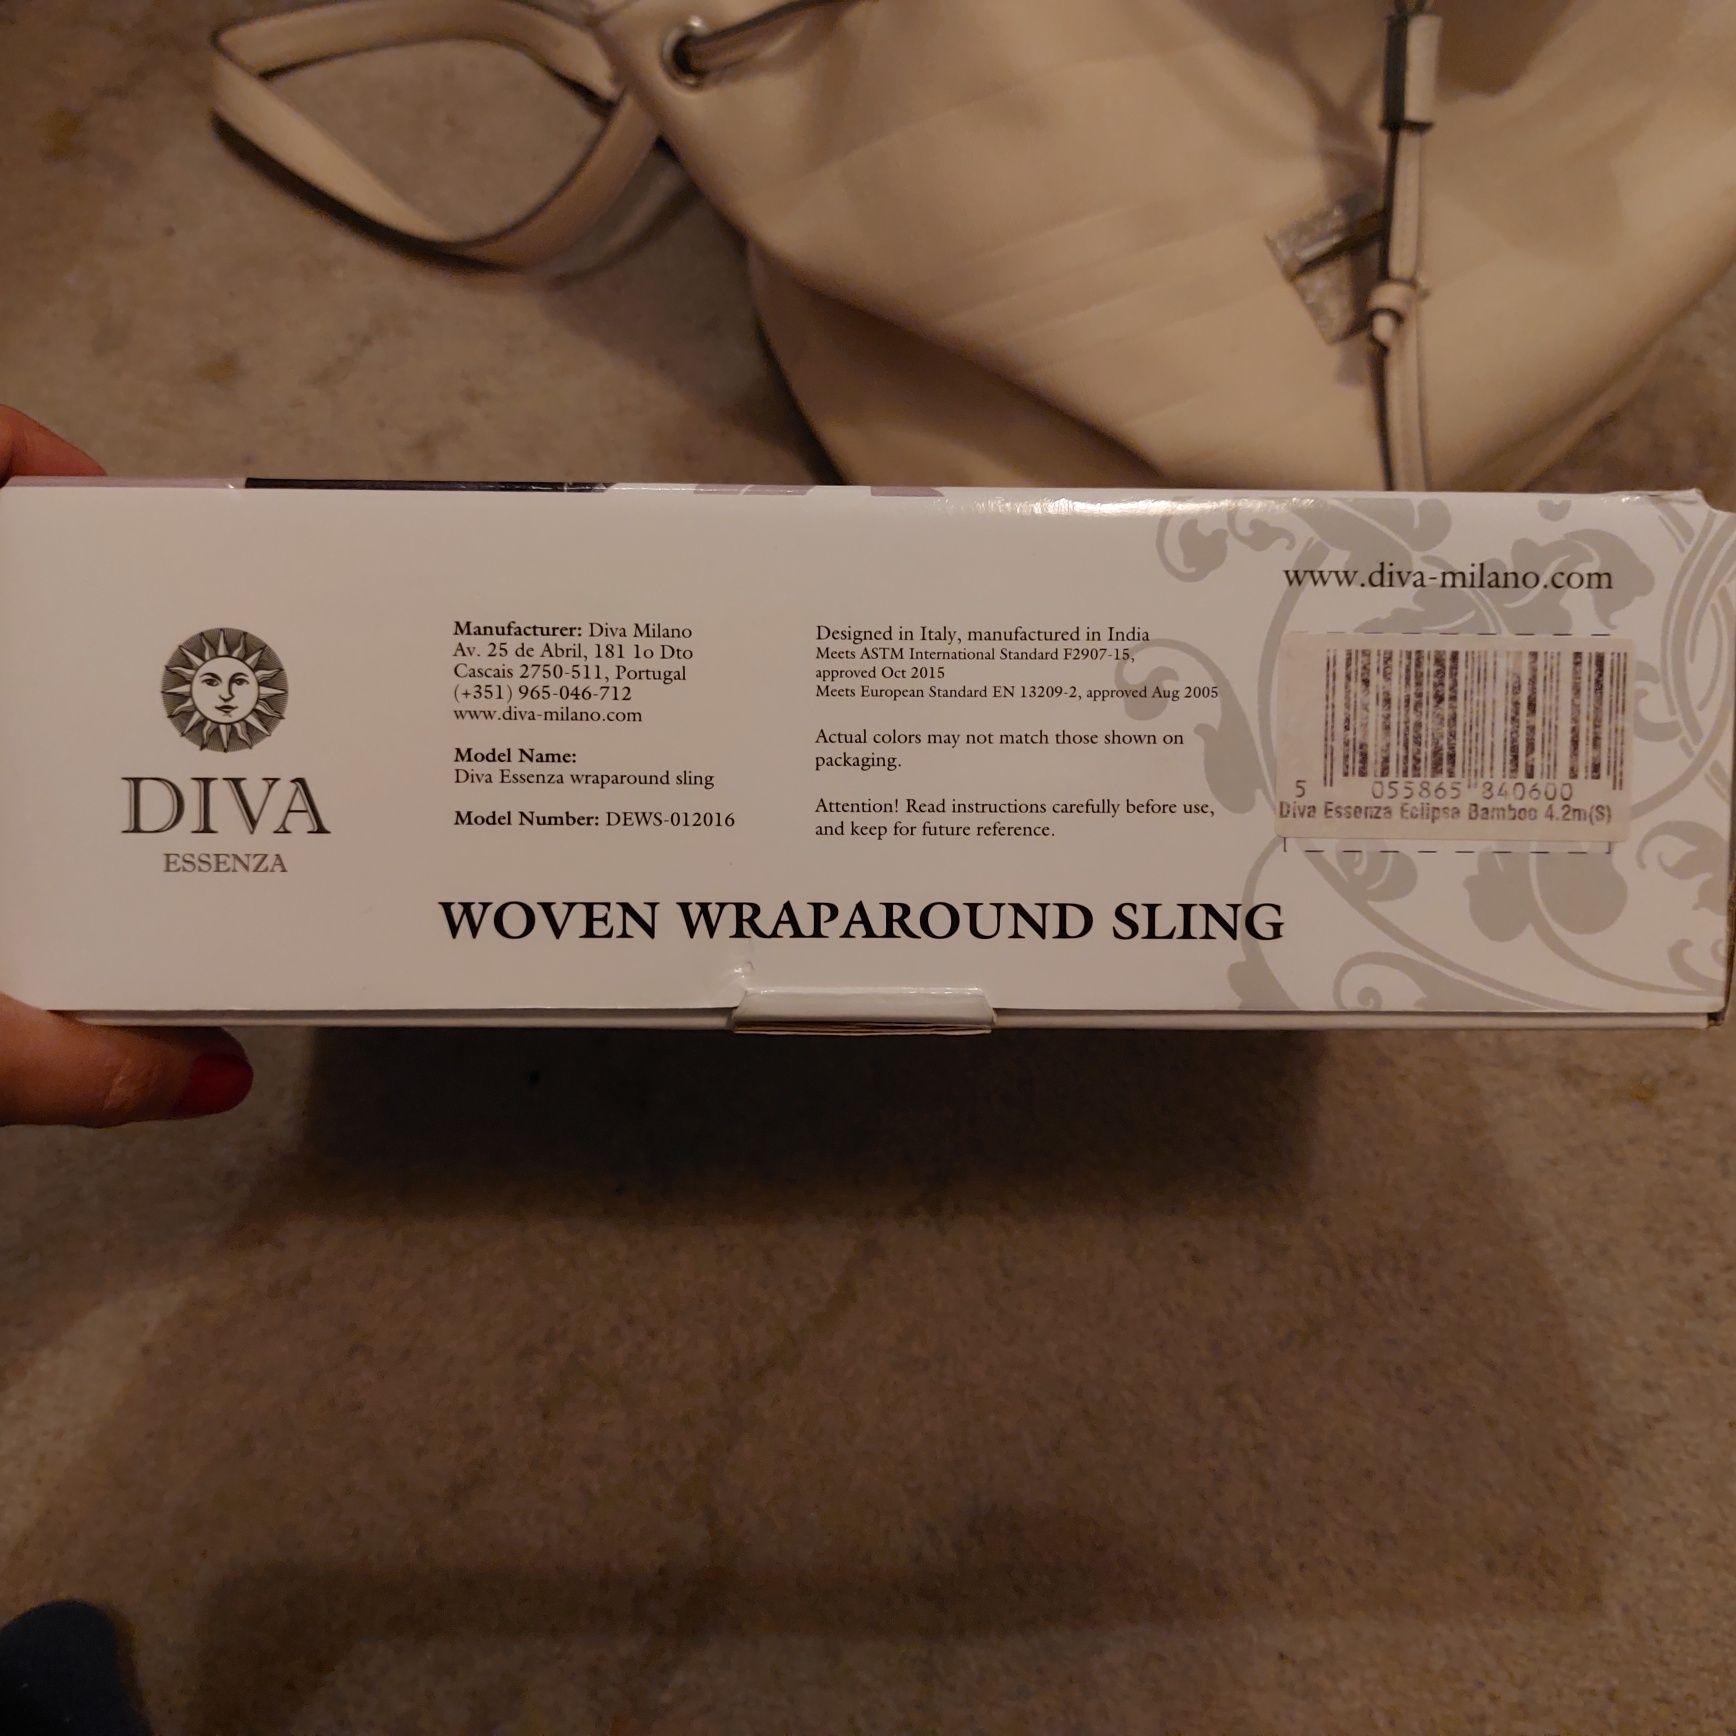 DIVA
ESSENZA
Manufacturer: Diva Milano
Av. 25 de Abril, 181 1o Dto
Cascais 2750-511, Portugal
(+351) 965-046-712
www.diva-milano.com
Model Name:
Diva Essenza wraparound sling
Model Number: DEWS-012016
Designed in Italy, manufactured in India
Meets ASTM International Standard F2907-15,
approved Oct 2015
Meets European Standard EN 13209-2, approved Aug 2005
Actual colors may not match those shown on
packaging.
Attention! Read instructions carefully before use,
and keep for future reference.
www.diva-milano.com
5 055865 840600
Diva Essenza Eclipse Bamboo 4.2m(S)
WOVEN WRAPAROUND SLING